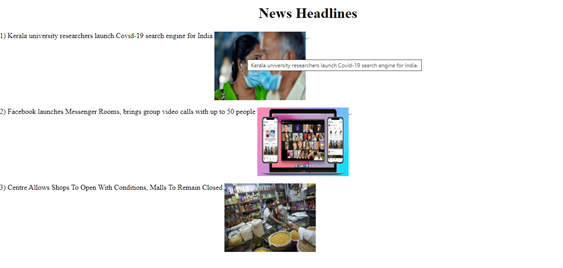 News Headlines
1) Kerala university researchers launch Covid-19 search engine for India
Kerala university researchers launch Covid-19 search engine for India.
2) Facebook launches Messenger Rooms, brings group video calls with up to 50 people
3) Centre Allows Shops To Open With Conditions, Malls To Remain Closed